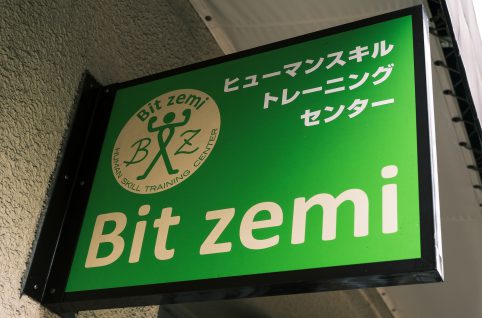 ヒューマンスキル
トレーニング
センター
Bit zemi
B Z
HUMAN SKILL TRAINING CENTER
Bit zemi